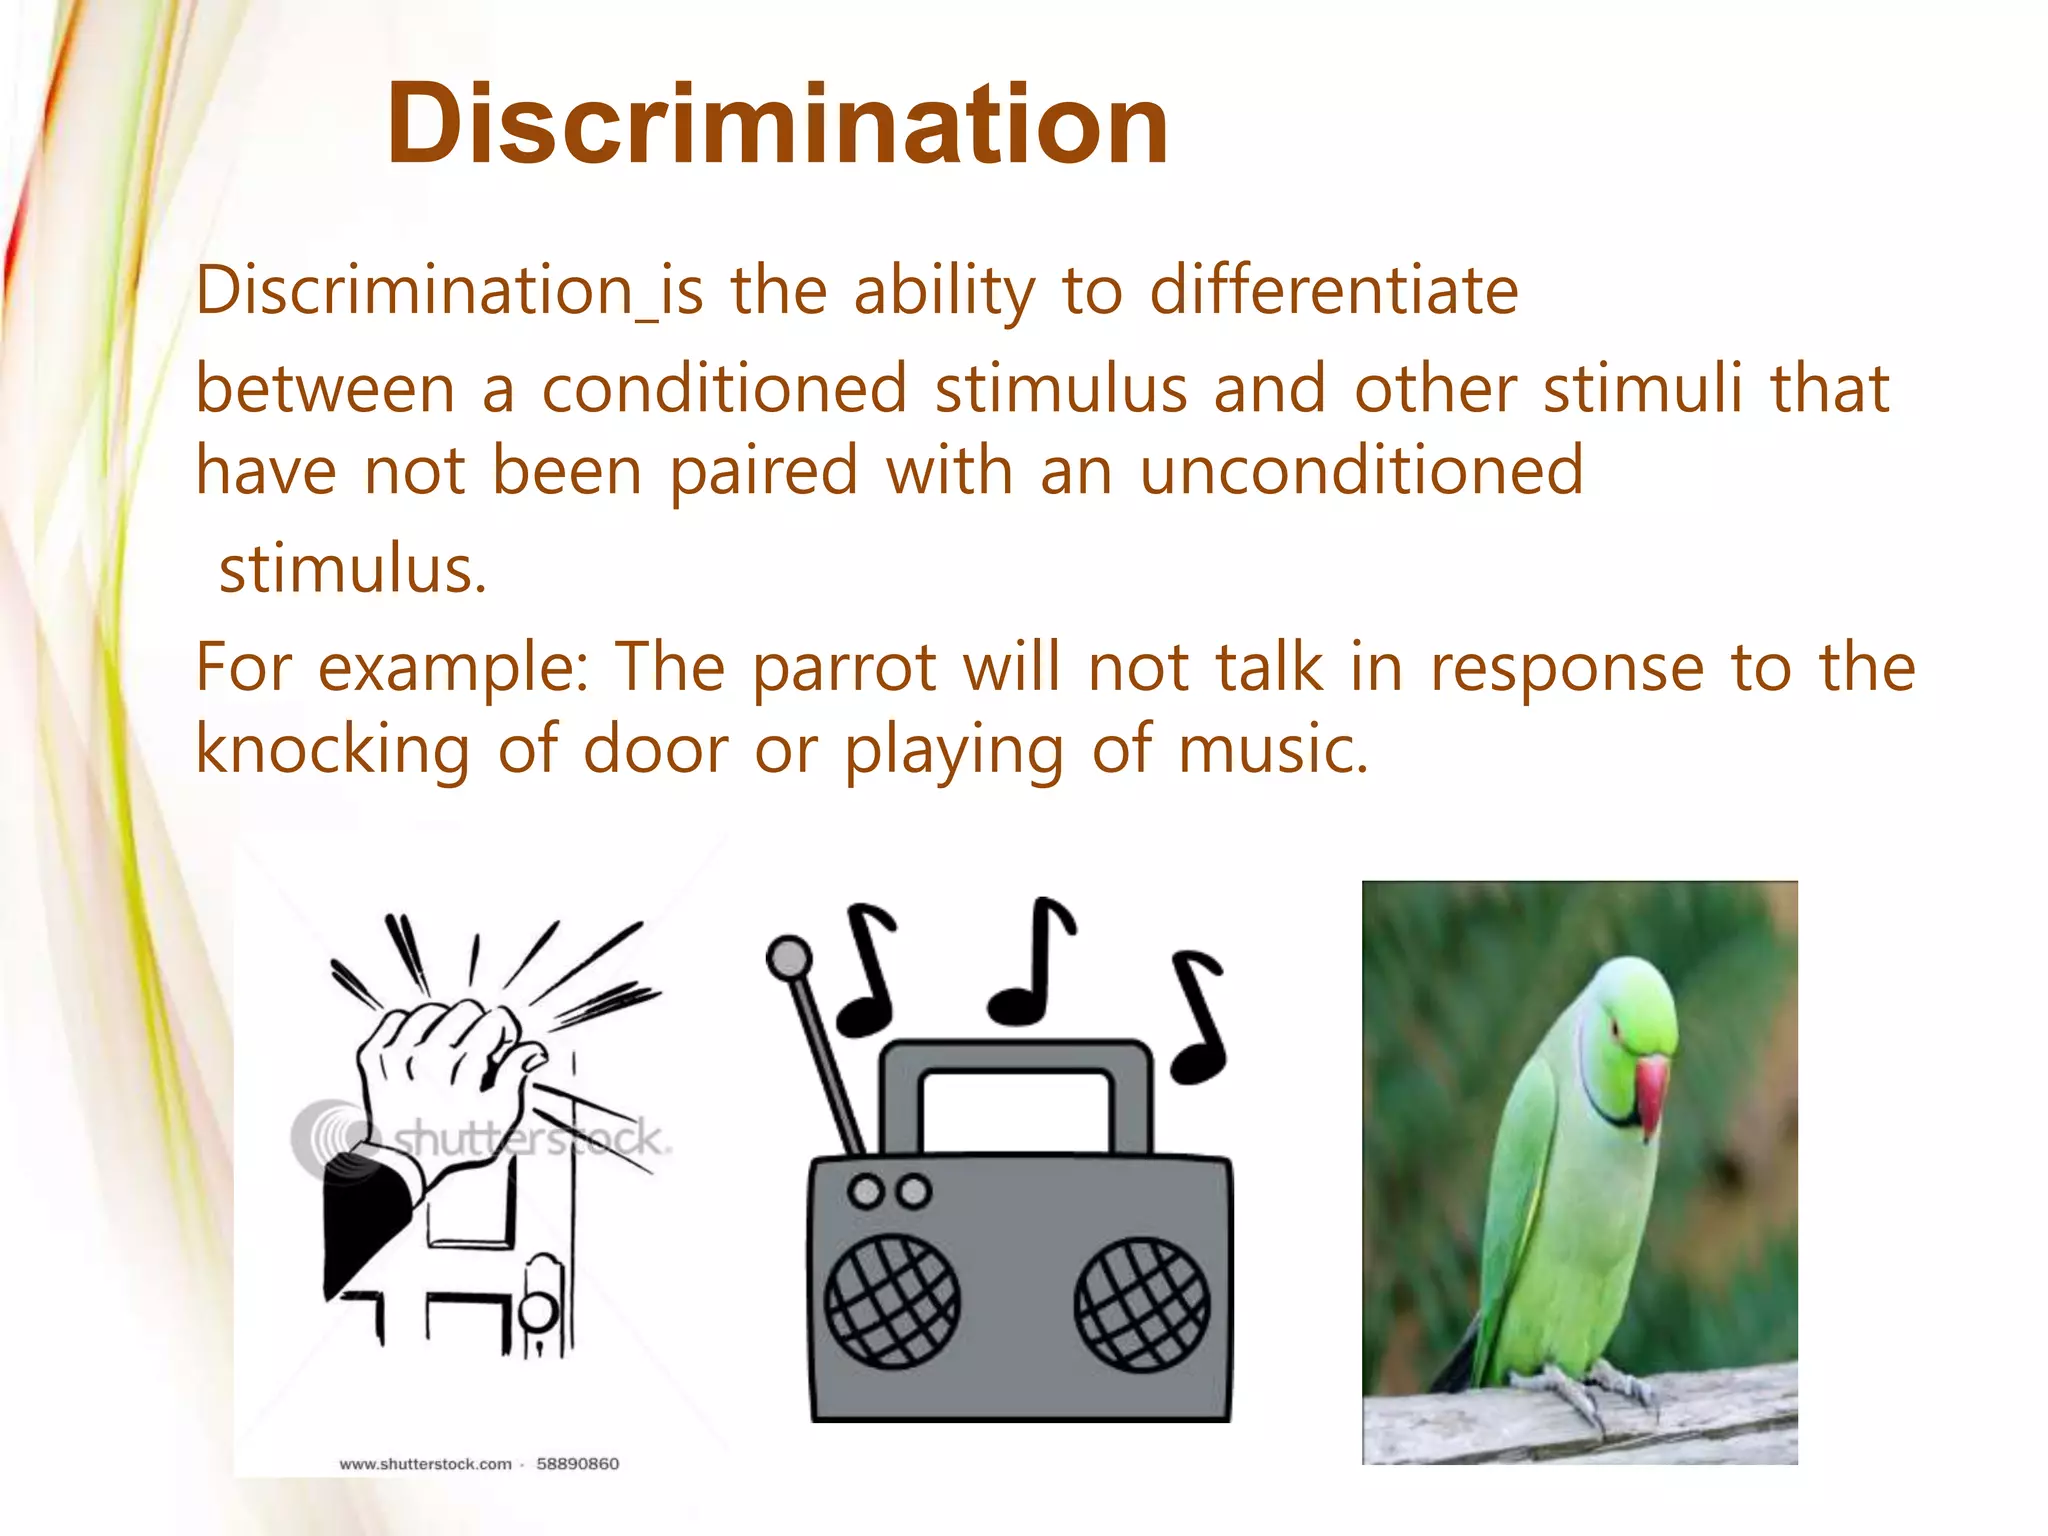 Discrimination
Discrimination_is the ability to differentiate
between a conditioned stimulus and other stimuli that
have not been paired with an unconditioned
stimulus.
For example: The parrot will not talk in response to the
knocking of door or playing of music.
shutterstock.
www.shutterstock.com · 58890860